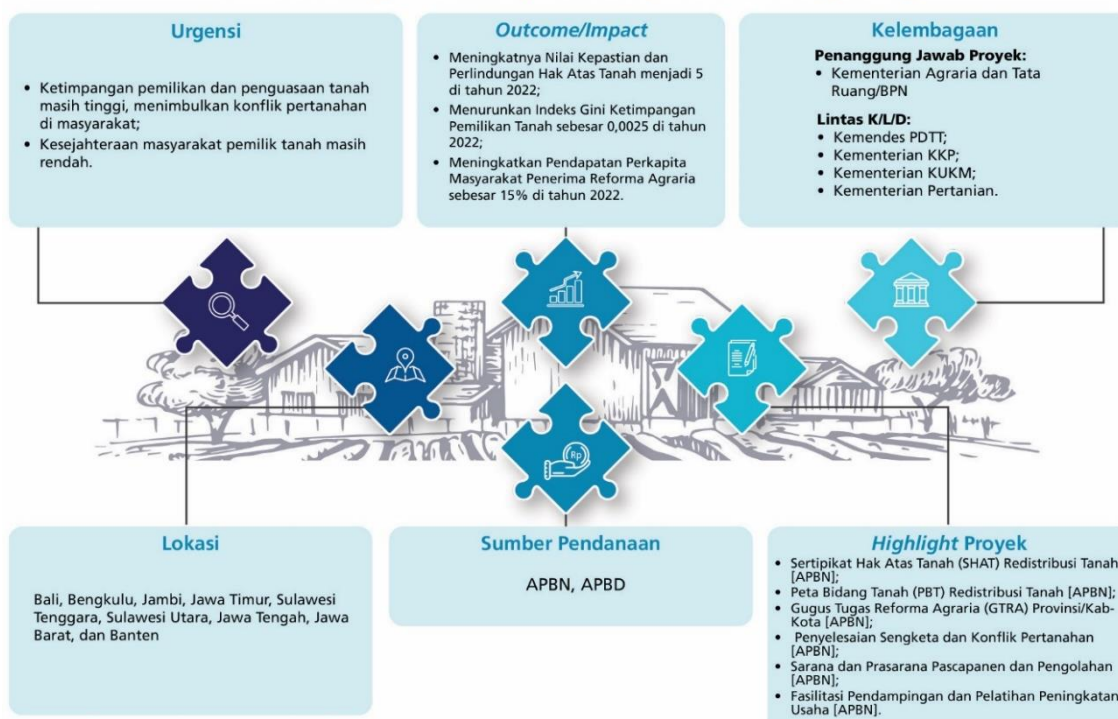 Urgensi
• Ketimpangan pemilikan dan penguasaan tanah
masih tinggi, menimbulkan konflik pertanahan
di masyarakat;
• Kesejahteraan masyarakat pemilik tanah masih
rendah.
Outcome/Impact
• Meningkatnya Nilai Kepastian dan
Perlindungan Hak Atas Tanah menjadi 5
di tahun 2022;
• Menurunkan Indeks Gini Ketimpangan
Pemilikan Tanah sebesar 0,0025 di tahun
2022;
• Meningkatkan Pendapatan Perkapita
Masyarakat Penerima Reforma Agraria
sebesar 15% di tahun 2022.
Kelembagaan
Penanggung Jawab Proyek:
• Kementerian Agraria dan Tata
Ruang/BPN
Lintas K/L/D:
• Kemendes PDTT;
• Kementerian KKP;
• Kementerian KUKM;
• Kementerian Pertanian.
Rp
Lokasi
Bali, Bengkulu, Jambi, Jawa Timur, Sulawesi
Tenggara, Sulawesi Utara, Jawa Tengah, Jawa
Barat, dan Banten
Sumber Pendanaan
APBN, APBD
Highlight Proyek
• Sertipikat Hak Atas Tanah (SHAT) Redistribusi Tanah
[APBN];
• Peta Bidang Tanah (PBT) Redistribusi Tanah [APBN];
• Gugus Tugas Reforma Agraria (GTRA) Provinsi/Kab-
Kota [APBN];
• Penyelesaian Sengketa dan Konflik Pertanahan
[APBN];
• Sarana dan Prasarana Pascapanen dan Pengolahan
[APBN];
• Fasilitasi Pendampingan dan Pelatihan Peningkatan
Usaha [APBN].